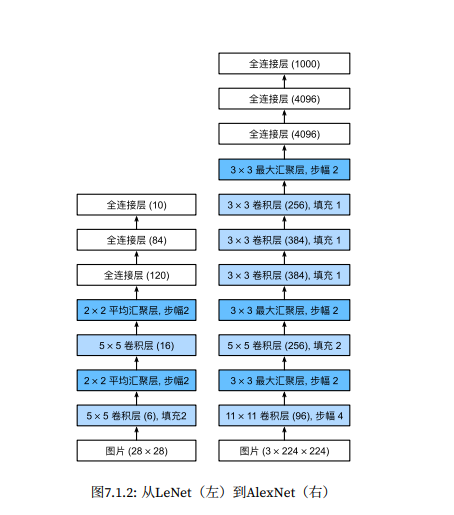 全连接层 (1000)
全连接层 (4096)
全连接层 (4096)
3 × 3 最大汇聚层, 步幅 2
3 × 3 卷积层 (256), 填充 1
3 × 3 卷积层 (384), 填充 1
3 × 3 卷积层 (384), 填充 1
3 × 3 最大汇聚层, 步幅 2
5 × 5 卷积层 (256), 填充 2
3 × 3 最大汇聚层, 步幅 2
11 × 11 卷积层 (96), 步幅 4
图片 (3 × 224 × 224)
全连接层 (10)
全连接层 (84)
全连接层 (120)
2 × 2 平均汇聚层, 步幅2
5 × 5 卷积层 (16)
2 × 2 平均汇聚层, 步幅2
5 × 5 卷积层 (6), 填充2
图片 (28 × 28)
图7.1.2: 从LeNet（左）到AlexNet（右）